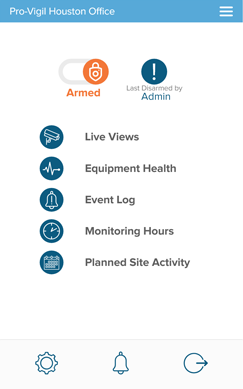 Pro-Vigil Houston Office
Armed
Last Disarmed by
Admin
Live Views
Equipment Health
Event Log
Monitoring Hours
Planned Site Activity